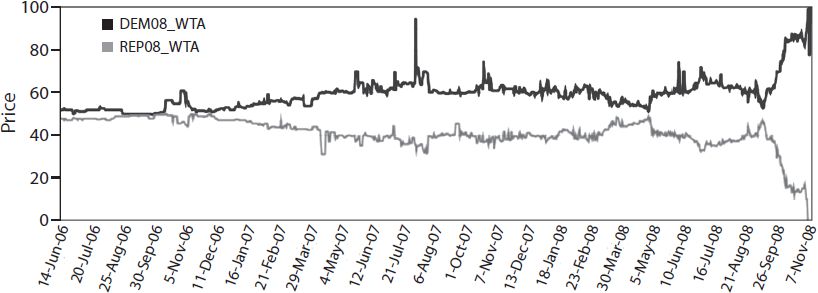 100
80
60
40
20
0
Price
DEM08_WTA
REP08_WTA
14-Jun-06
20-Jul-06
25-Aug-06
30-Sep-06
5-Nov-06
11-Dec-06
16-Jan-07
21-Feb-07
29-Mar-07
4-May-07
12-Jun-07
21-Jul-07
6-Aug-07
1-Oct-07
7-Nov-07
13-Dec-07
18-Jan-08
23-Feb-08
30-Mar-08
5-May-08
10-Jun-08
16-Jul-08
21-Aug-08
26-Sep-08
7-Nov-08